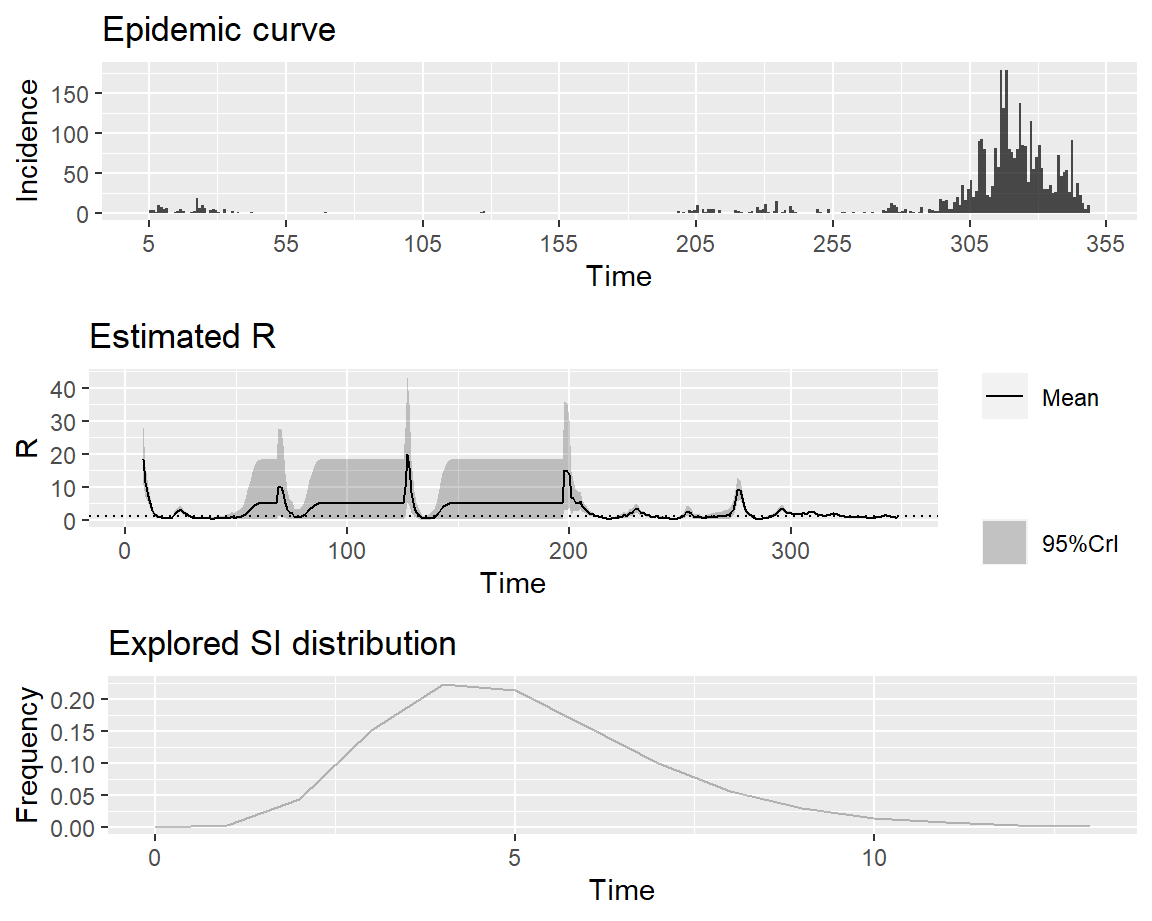 Epidemic curve
Incidence
150
100
50
0
5 55 105 155 205 255 305 355
Time
Estimated R
R
40
30
20
10
0
0 100 200 300
Time
Mean
95%CrI
Explored SI distribution
Frequency
0.20
0.15
0.10
0.05
0.00
0 5 10
Time